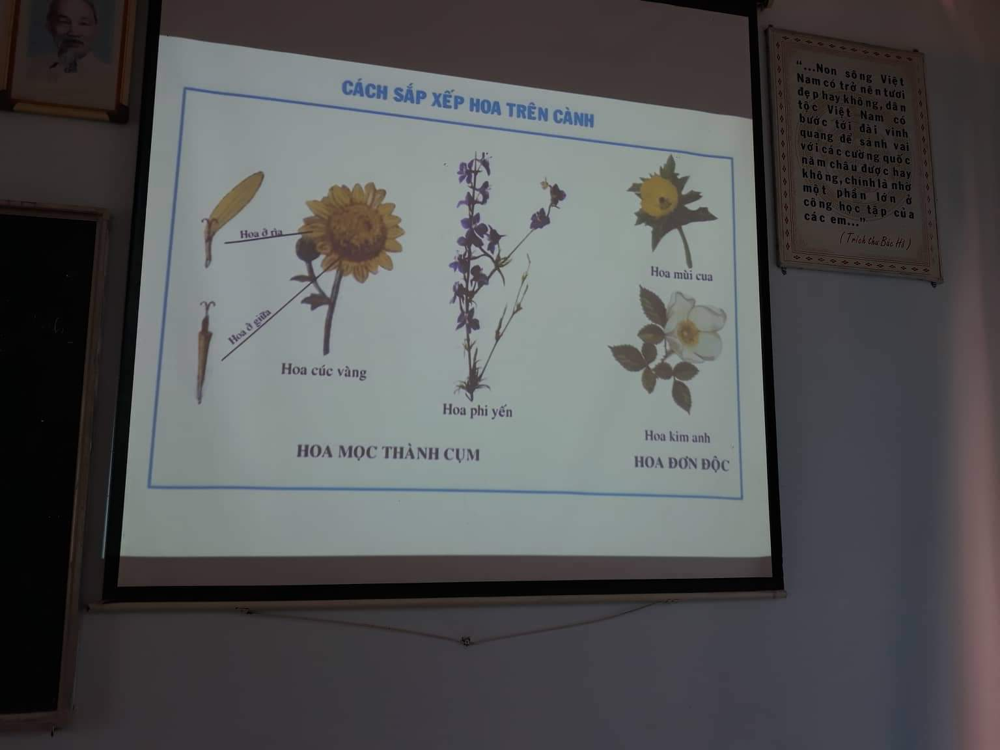 CÁCH SẮP XẾP HOA TRÊN CÀNH
Hoa ở rìa
Hoa ở giữa
Hoa cúc vàng
Hoa phi yến
HOA MỌC THÀNH CỤM
Hoa mùi cua
Hoa kim anh
HOA ĐƠN ĐỘC
"...Non sông Việt
Nam có trở nên tươi
đẹp hay không, dân
tộc Việt Nam có
bước tới đài vinh
quang để sánh vai
với các cường quốc
năm châu được hay
không, chính là nhờ
một phần lớn ở
công học tập của
các em..."
(Trích thư Bác Hồ)